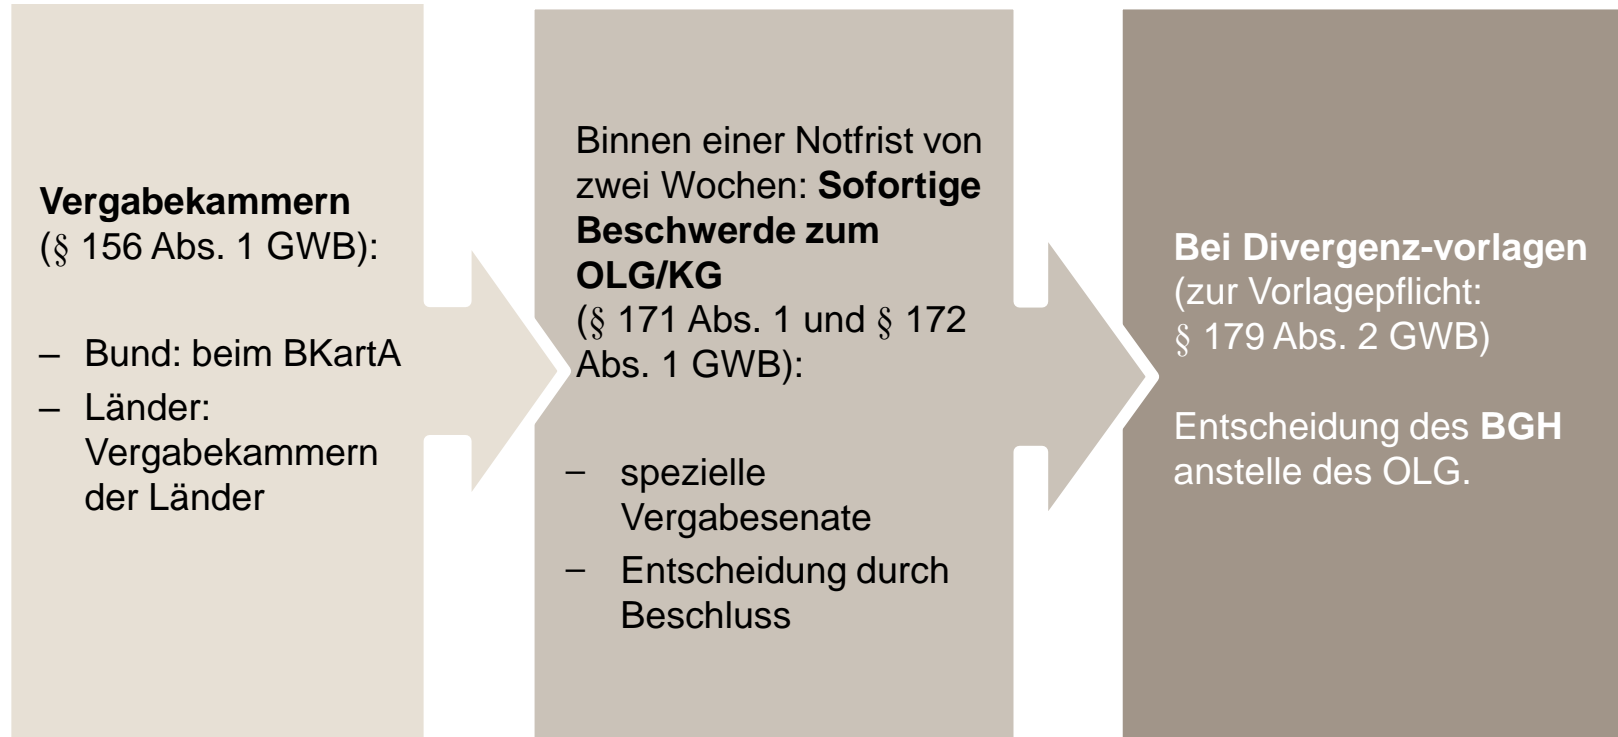 Vergabekammern
(§ 156 Abs. 1 GWB):
– Bund: beim BKartA
– Länder:
Vergabekammern
der Länder
Binnen einer Notfrist von
zwei Wochen: Sofortige
Beschwerde zum
OLG/KG
(§ 171 Abs. 1 und § 172
Abs. 1 GWB):
– spezielle
Vergabesenate
– Entscheidung durch
Beschluss
Bei Divergenz-vorlagen
(zur Vorlagepflicht:
§ 179 Abs. 2 GWB)
Entscheidung des BGH
anstelle des OLG.